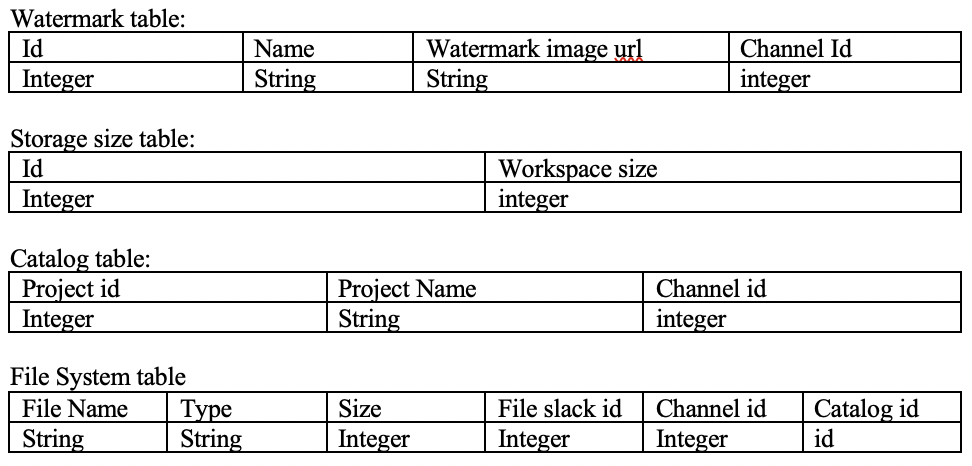 Watermark table:
Id Name Watermark image url Channel Id
Integer String String integer
Storage size table:
Id Workspace size
Integer integer
Catalog table:
Project id Project Name Channel id
Integer String integer
File System table
File Name Type Size File slack id Channel id Catalog id
String String Integer Integer Integer id